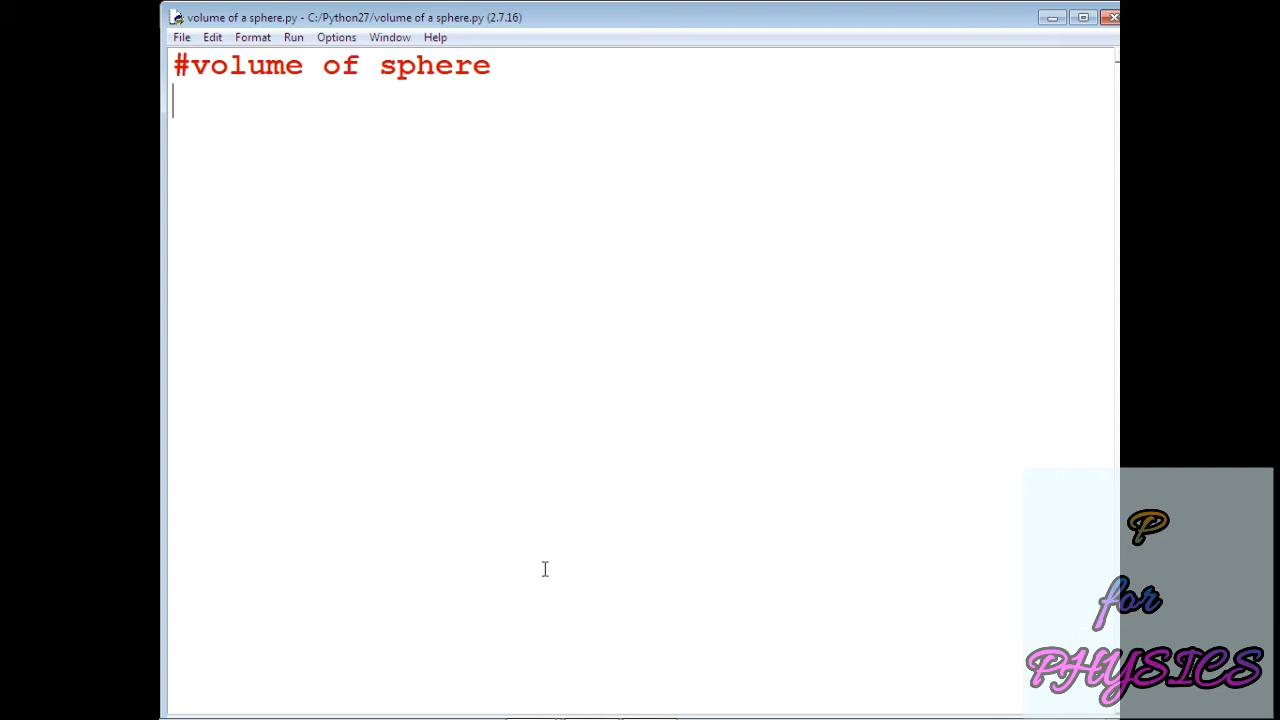 volume of a sphere.py - C:/Python27/volume of a sphere.py (2.7.16)
File Edit Format Run Options Window Help
#volume of sphere
P
for
PHYSICS